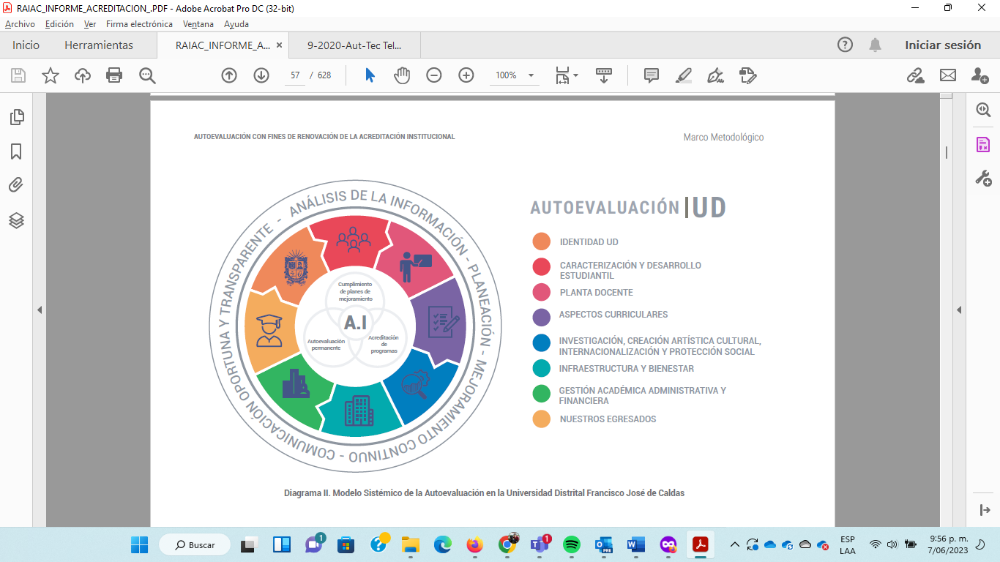 RAIAC_INFORME_ACREDITACION_.PDF - Adobe Acrobat Pro DC (32-bit)
Archivo Edición Ver Firma electrónica Ventana Ayuda
Inicio Herramientas RAIAC_INFORME_A... × 9-2020-Aut-Tec Tel... Iniciar sesión
57 / 628 100%
AUTOEVALUACIÓN CON FINES DE RENOVACIÓN DE LA ACREDITACIÓN INSTITUCIONAL
Marco Metodológico
ANÁLISIS DE LA INFORMACIÓN - PLANEACIÓN - MEJORAMIENTO CONTINUO - COMUNICACIÓN OPORTUNA Y TRANSPARENTE -
Cumplimiento
de planes de
mejoramiento
A.I
Autoevaluación
permanente
Acreditación
de
programas
AUTOEVALUACIÓN |UD
IDENTIDAD UD
CARACTERIZACIÓN Y DESARROLLO
ESTUDIANTIL
PLANTA DOCENTE
ASPECTOS CURRICULARES
INVESTIGACIÓN, CREACIÓN ARTÍSTICA CULTURAL,
INTERNACIONALIZACIÓN Y PROTECCIÓN SOCIAL
INFRAESTRUCTURA Y BIENESTAR
GESTIÓN ACADÉMICA ADMINISTRATIVA Y
FINANCIERA
NUESTROS EGRESADOS
Diagrama II. Modelo Sistémico de la Autoevaluación en la Universidad Distrital Francisco José de Caldas
Buscar
1
1
PRE
ESP
LAA
9:56 p. m.
7/06/2023